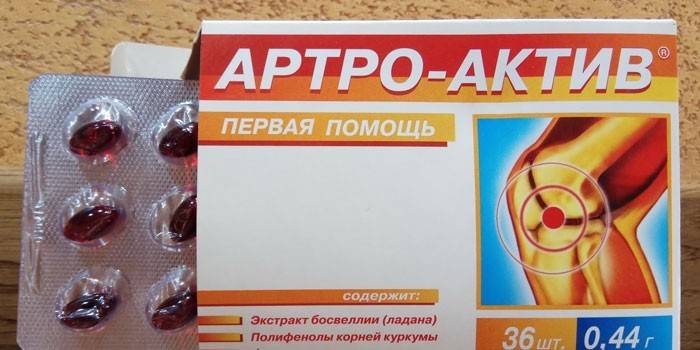 АРТРО-АКТИВ®
ПЕРВАЯ ПОМОЩЬ
содержит:
Экстракт босвеллии (ладана)
Полифенолы корней куркумы
36 шт. 0,44 г